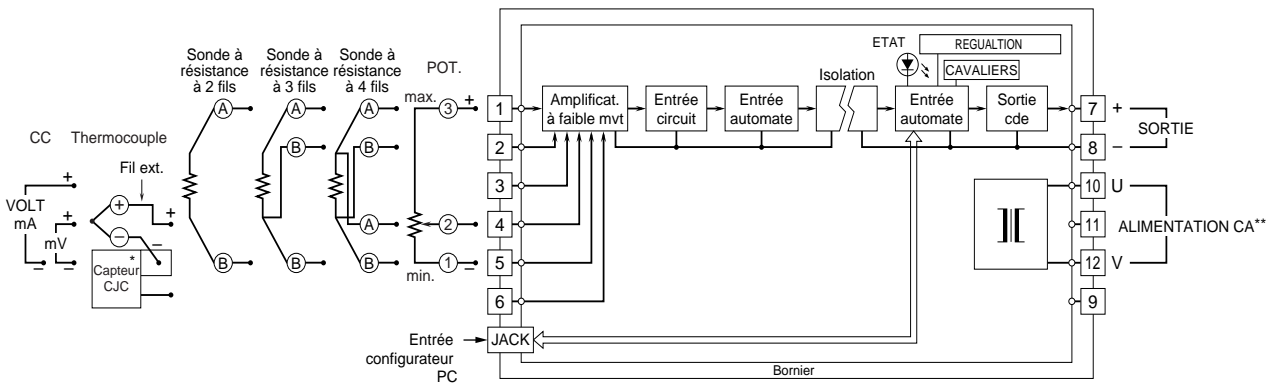 Sonde à
résistance
à 2 fils
Sonde à
résistance
à 3 fils
Sonde à
résistance
à 4 fils
POT.
CC
Thermocouple
Fil ext.
VOLT
mA
+
−
mV
+
−
+
−
+
−
*
Capteur
CJC
A
B
A
B
B
A
B
A
B
max.
3
+
2
min.
1
−
1
2
3
4
5
6
JACK
Entrée
configurateur
PC
Amplificat.
à faible mvt
Entrée
circuit
Entrée
automate
Isolation
ETAT
REGUALTION
CAVALIERS
Entrée
automate
Sortie
cde
7 +
SORTIE
8 −
10 U
11
ALIMENTATION CA**
12 V
9
Bornier